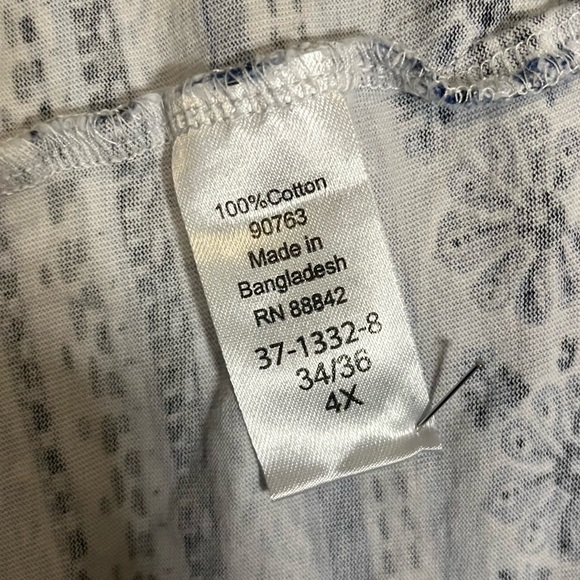 100%Cotton
90763
Made in
Bangladesh
RN 88842
37-1332-8
34/36
4X